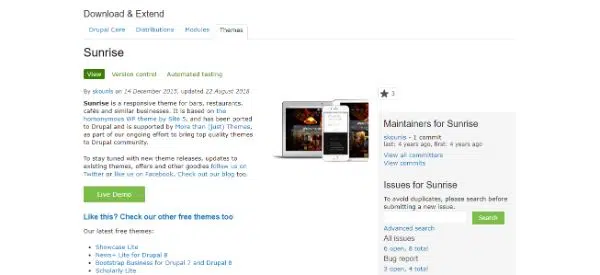 Download & Extend
Drupal Core Distributions Modules Themes
Sunrise
View Version control Automated testing
By skounis on 14 December 2015, updated 22 August 2018
Sunrise is a responsive theme for bars, restaurants,
cafés and similar businesses. It is based on the
homonymous WP theme by Site 5, and has been ported
to Drupal and is supported by More than (just) Themes,
as part of our ongoing effort to bring top quality themes
to Drupal community.
To stay tuned with new theme releases, updates to
existing themes, offers and other goodies follow us on
Twitter or like us on Facebook. Check out our blog too.
Live Demo
Like this? Check our other free themes too
Our latest free themes:
Showcase Lite
News+ Lite for Drupal 8
Bootstrap Business for Drupal 7 and Drupal 8
Scholarly Lite
3
Maintainers for Sunrise
skounis - 1 commit
last: 4 years ago, first: 4 years ago
View all committers
View commits
Issues for Sunrise
To avoid duplicates, please search before
submitting a new issue.
Search
Advanced search
All issues
6 open, 8 total
Bug report
3 open, 4 total